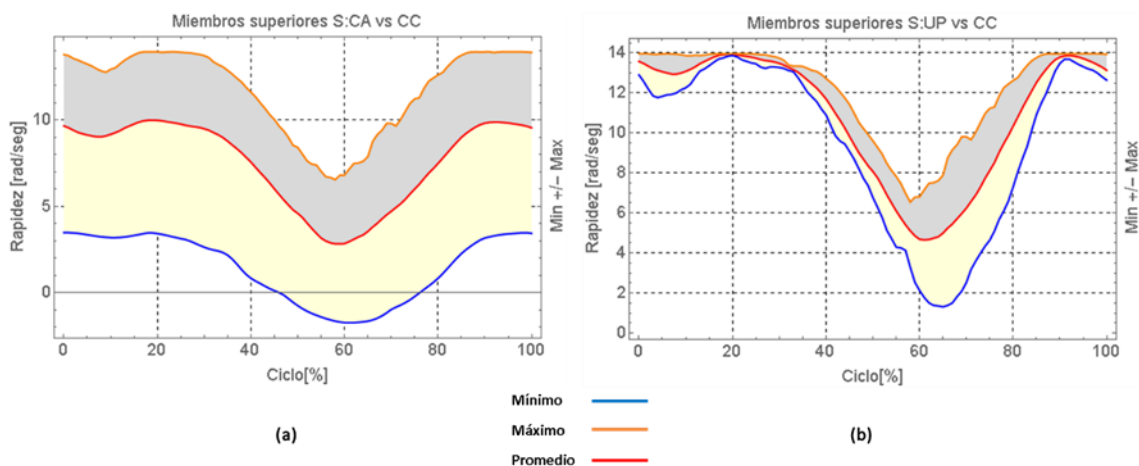 Miembros superiores S:CA vs CC
Rapidez [rad/seg]
10
5
0
0 20 40 60 80 100
Ciclo[%]
Min +/− Max
(a)
Miembros superiores S:UP vs CC
Rapidez [rad/seg]
14
12
10
8
6
4
2
0
0 20 40 60 80 100
Ciclo[%]
Min +/− Max
(b)
Mínimo
Máximo
Promedio